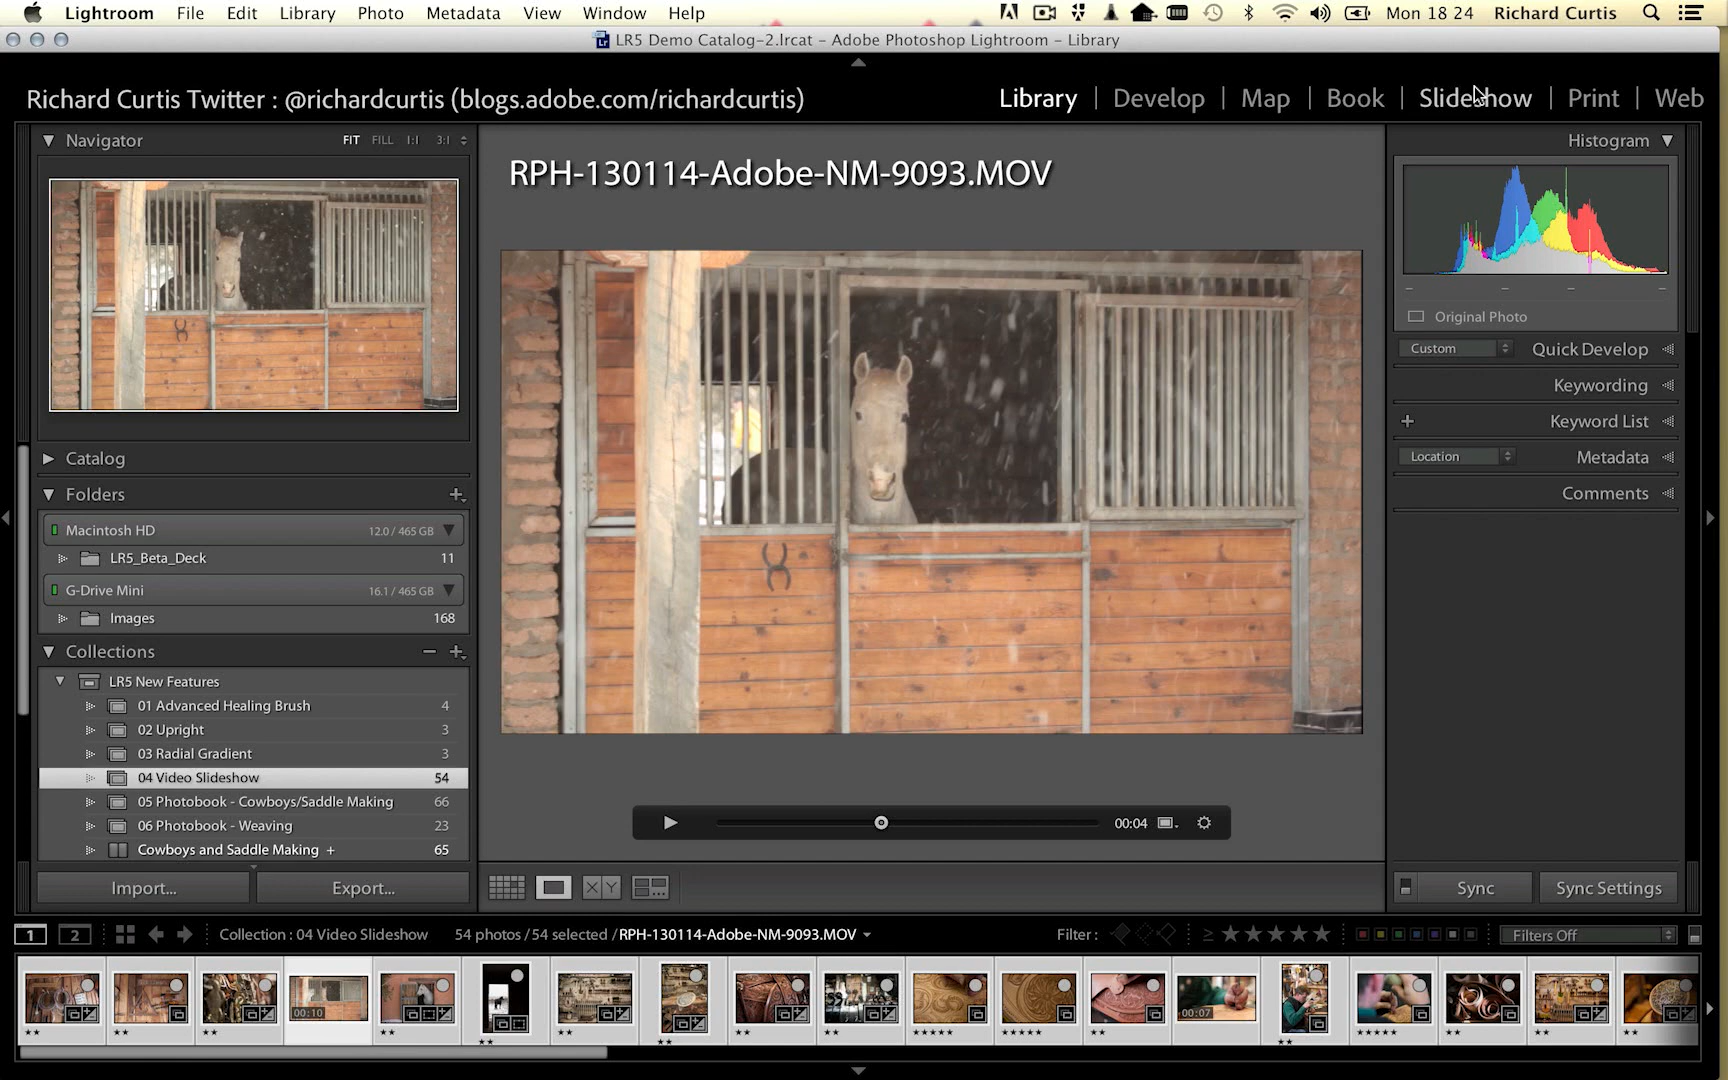 Lightroom File Edit Library Photo Metadata View Window Help Mon 18 24 Richard Curtis
LR5 Demo Catalog-2.lrcat – Adobe Photoshop Lightroom – Library
Richard Curtis Twitter : @richardcurtis (blogs.adobe.com/richardcurtis)
Library | Develop | Map | Book | Slideshow | Print | Web
Navigator FIT FILL 1:1 3:1
RPH-130114-Adobe-NM-9093.MOV
Histogram
Original Photo
Custom Quick Develop
Keywording
Keyword List
Location Metadata
Comments
Catalog
Folders
Macintosh HD 12.0 / 465 GB
LR5_Beta_Deck 11
G-Drive Mini 16.1 / 465 GB
Images 168
Collections
LR5 New Features
01 Advanced Healing Brush 4
02 Upright 3
03 Radial Gradient 3
04 Video Slideshow 54
05 Photobook - Cowboys/Saddle Making 66
06 Photobook - Weaving 23
Cowboys and Saddle Making + 65
00:04
Import... Export...
X Y
Sync Sync Settings
1 2 Collection : 04 Video Slideshow 54 photos / 54 selected / RPH-130114-Adobe-NM-9093.MOV Filter : Filters Off
00:10 00:07